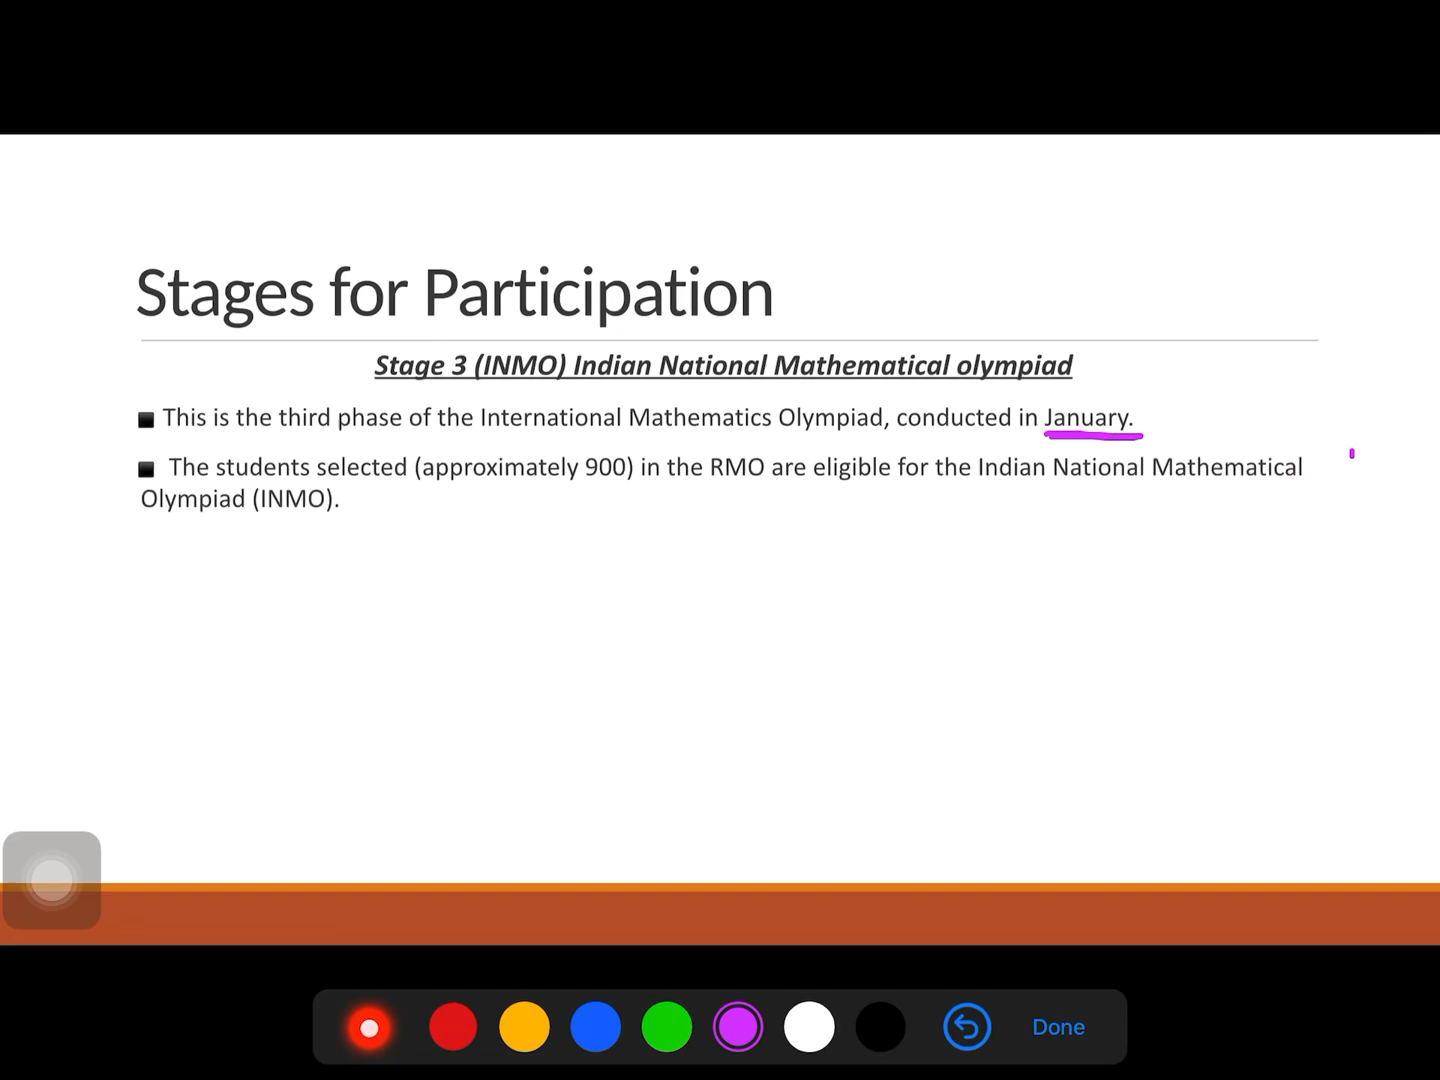 Stages for Participation
Stage 3 (INMO) Indian National Mathematical olympiad
This is the third phase of the International Mathematics Olympiad, conducted in January.
The students selected (approximately 900) in the RMO are eligible for the Indian National Mathematical
Olympiad (INMO).
Done